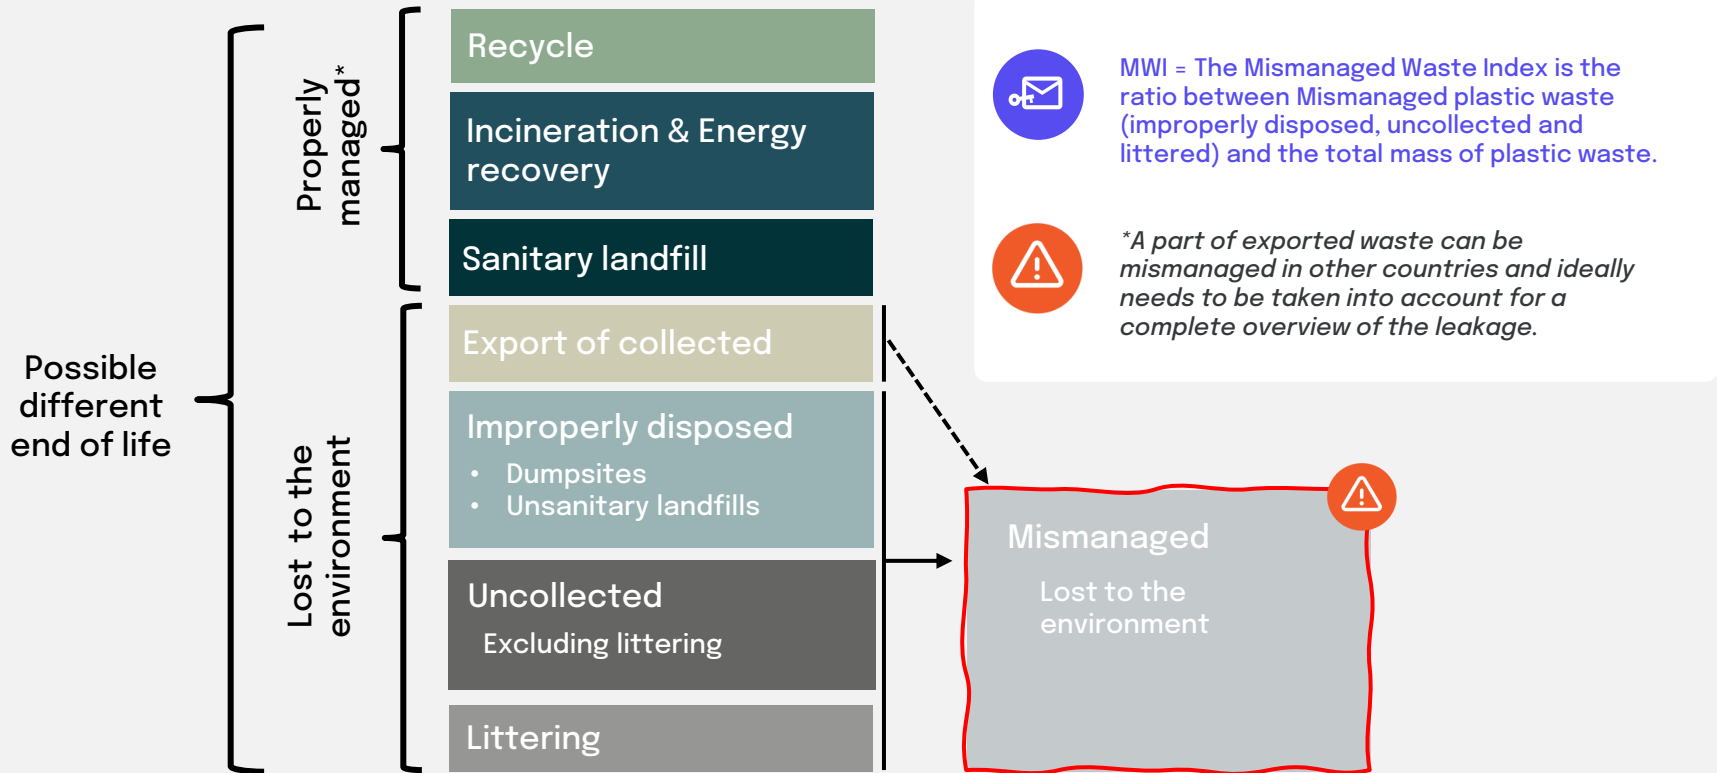 Possible
different
end of life
Properly
managed*
Lost to the
environment
Recycle
Incineration & Energy
recovery
Sanitary landfill
Export of collected
Improperly disposed
• Dumpsites
• Unsanitary landfills
Uncollected
Excluding littering
Littering
MWI = The Mismanaged Waste Index is the
ratio between Mismanaged plastic waste
(improperly disposed, uncollected and
littered) and the total mass of plastic waste.
*A part of exported waste can be
mismanaged in other countries and ideally
needs to be taken into account for a
complete overview of the leakage.
Mismanaged
Lost to the
environment